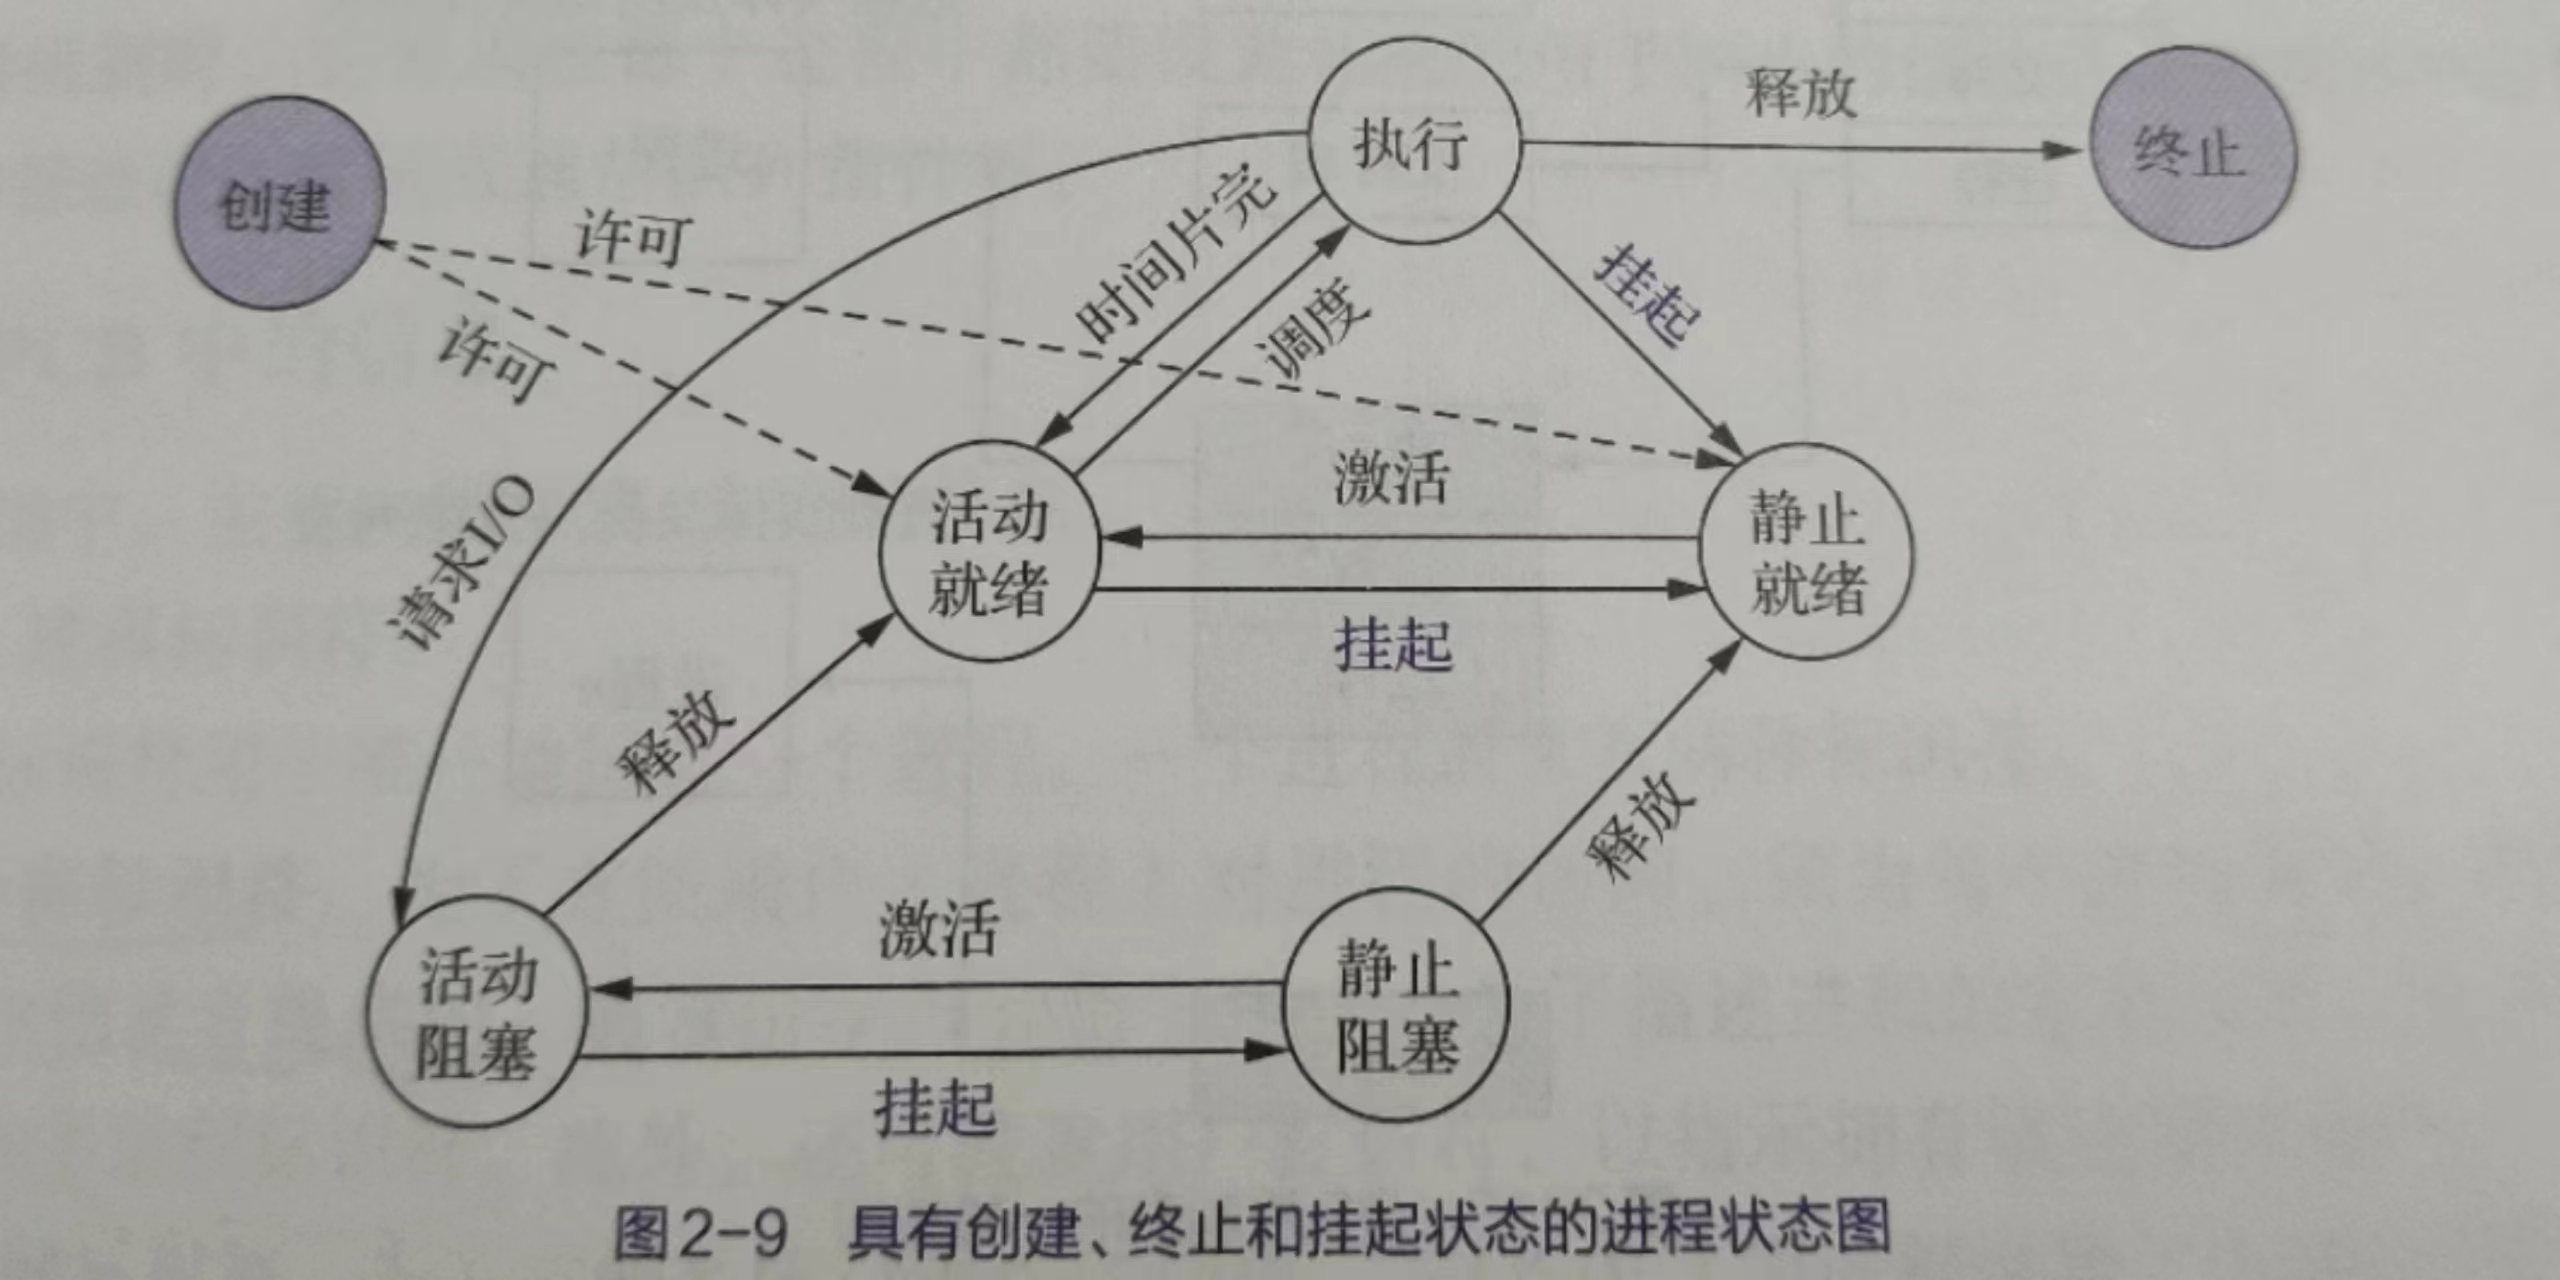 执行
释放
终止
创建
许可
时间片完
挂起
许可
调度
请求I/O
激活
活动
就绪
静止
就绪
挂起
释放
释放
激活
活动
阻塞
静止
阻塞
挂起
图2-9 具有创建、终止和挂起状态的进程状态图